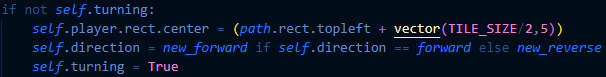 if not self.turning:
    self.player.rect.center = (path.rect.topleft + vector(TILE_SIZE/2,5))
    self.direction = new_forward if self.direction == forward else new_reverse
    self.turning = True